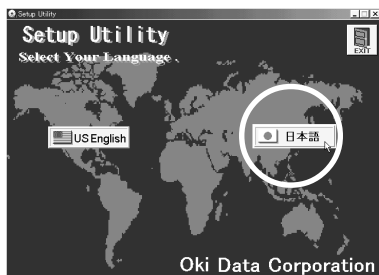 Setup Utility
Setup Utility
Select Your Language .
EXIT
US English
日本語
Oki Data Corporation